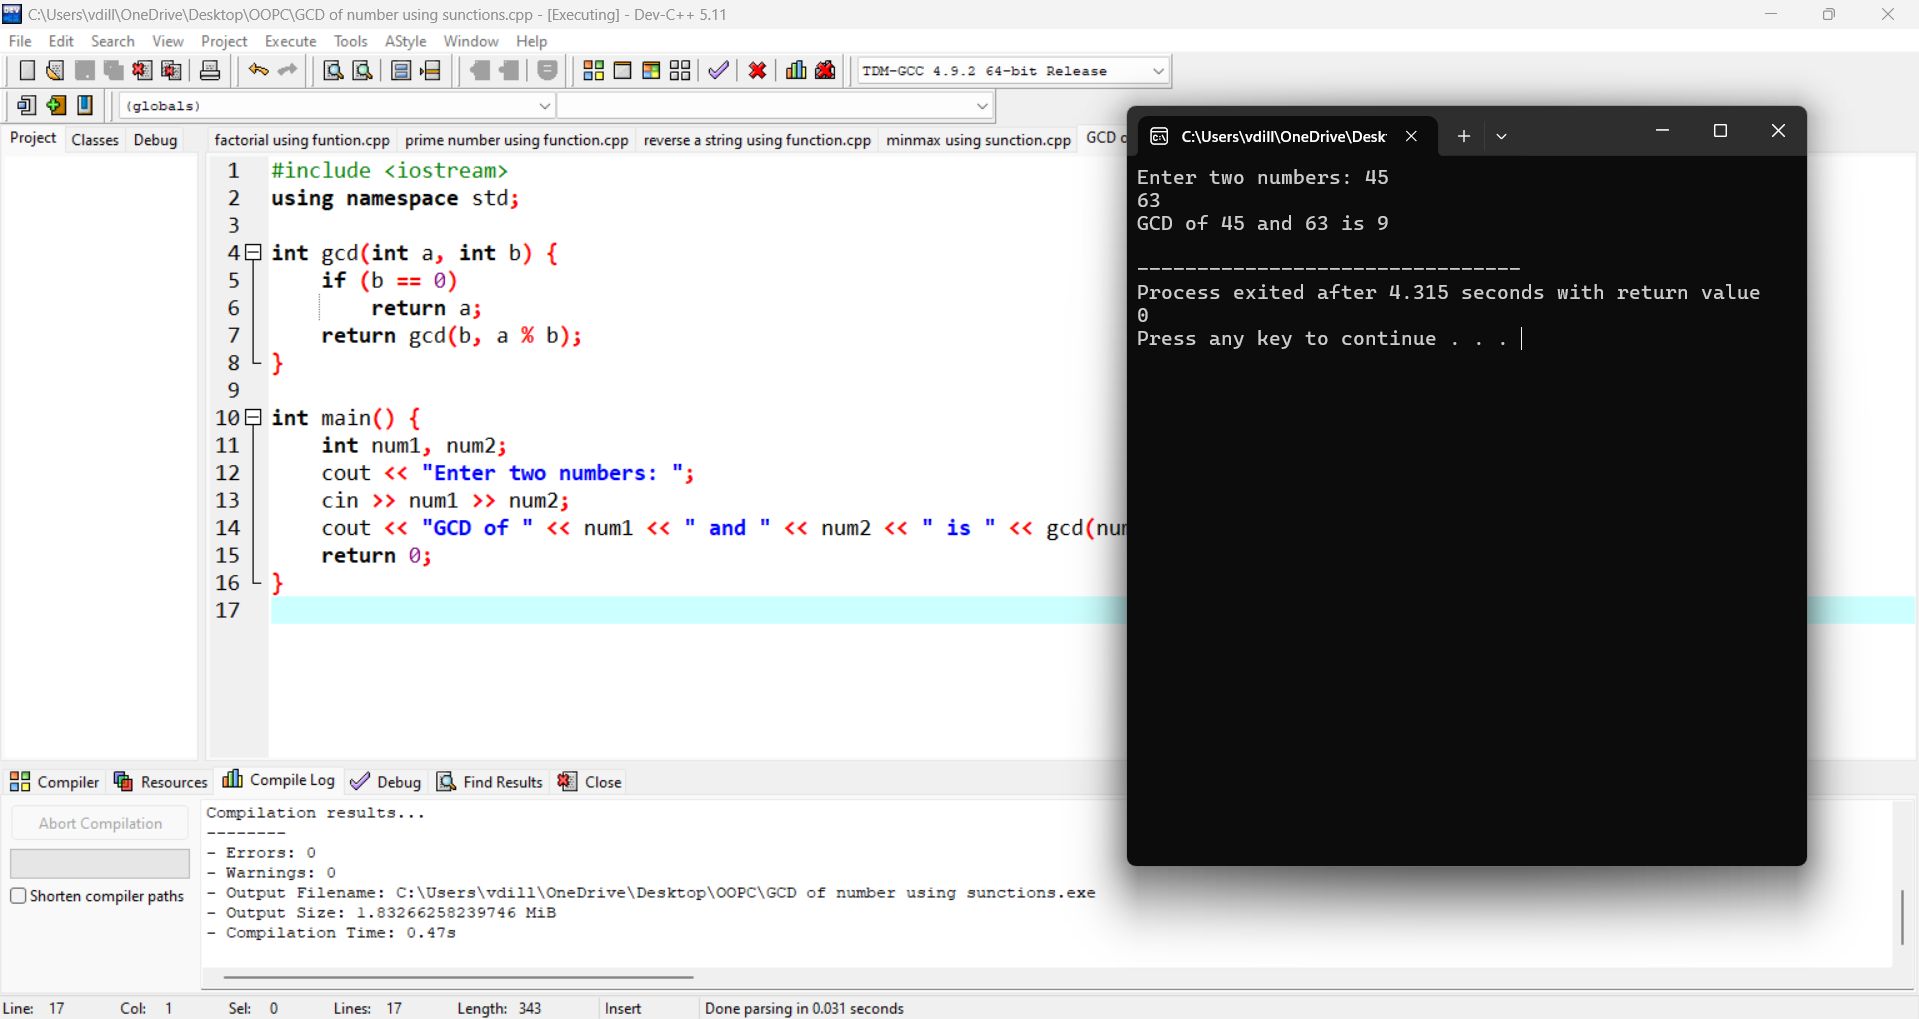 C:\Users\vdill\OneDrive\Desktop\OOPC\GCD of number using sunctions.cpp - [Executing] - Dev-C++ 5.11
File Edit Search View Project Execute Tools AStyle Window Help
TDM-GCC 4.9.2 64-bit Release
(globals)
Project Classes Debug
factorial using funtion.cpp prime number using function.cpp reverse a string using function.cpp minmax using sunction.cpp GCD
1 #include <iostream>
2 using namespace std;
3
4 int gcd(int a, int b) {
5 if (b == 0)
6 return a;
7 return gcd(b, a % b);
8 }
9
10 int main() {
11 int num1, num2;
12 cout << "Enter two numbers: ";
13 cin >> num1 >> num2;
14 cout << "GCD of " << num1 << " and " << num2 << " is " << gcd(
15 return 0;
16 }
17
C:\Users\vdill\OneDrive\Desk
Enter two numbers: 45
63
GCD of 45 and 63 is 9
--------------------------------
Process exited after 4.315 seconds with return value
0
Press any key to continue . . .
Compiler Resources Compile Log Debug Find Results Close
Abort Compilation
Shorten compiler paths
Compilation results...
--------
- Errors: 0
- Warnings: 0
- Output Filename: C:\Users\vdill\OneDrive\Desktop\OOPC\GCD of number using sunctions.exe
- Output Size: 1.83266258239746 MiB
- Compilation Time: 0.47s
Line: 17 Col: 1 Sel: 0 Lines: 17 Length: 343 Insert Done parsing in 0.031 seconds